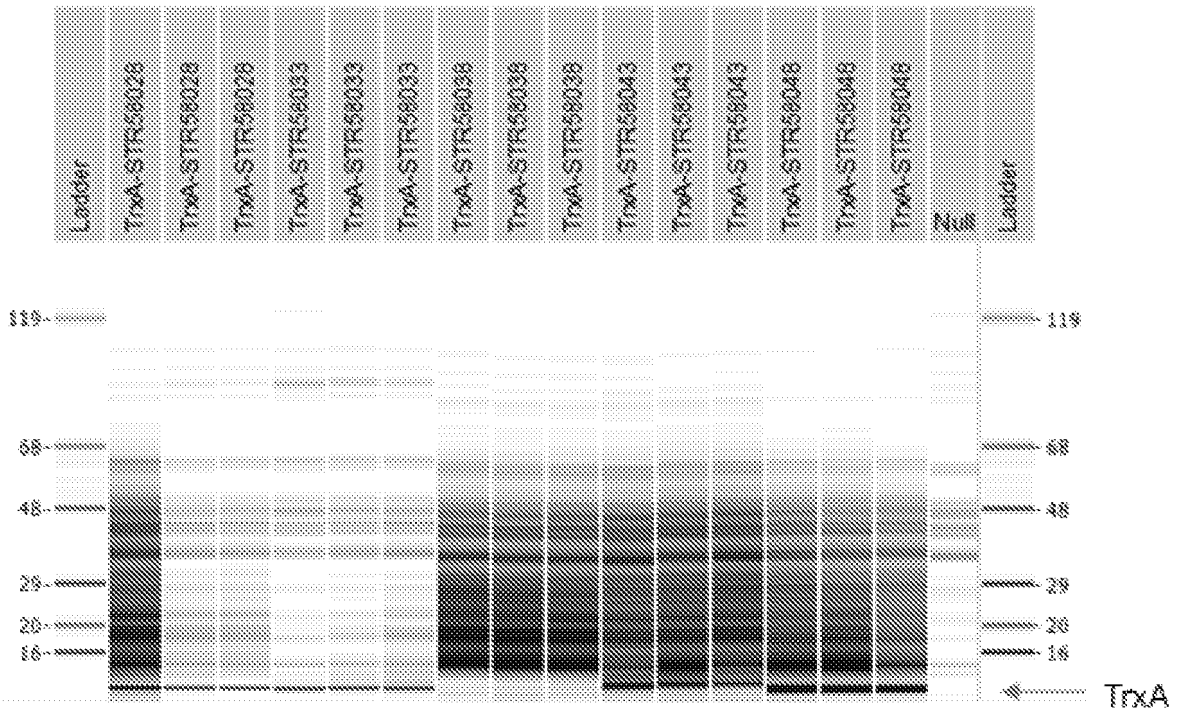 Ladder
TrxA-STR58028
TrxA-STR58028
TrxA-STR58028
TrxA-STR58033
TrxA-STR58033
TrxA-STR58033
TrxA-STR58038
TrxA-STR58038
TrxA-STR58038
TrxA-STR58043
TrxA-STR58043
TrxA-STR58043
TrxA-STR58048
TrxA-STR58048
TrxA-STR58048
Null
Ladder
119- - 119
68- - 68
48- - 48
29- - 29
20- - 20
16- - 16
TrxA